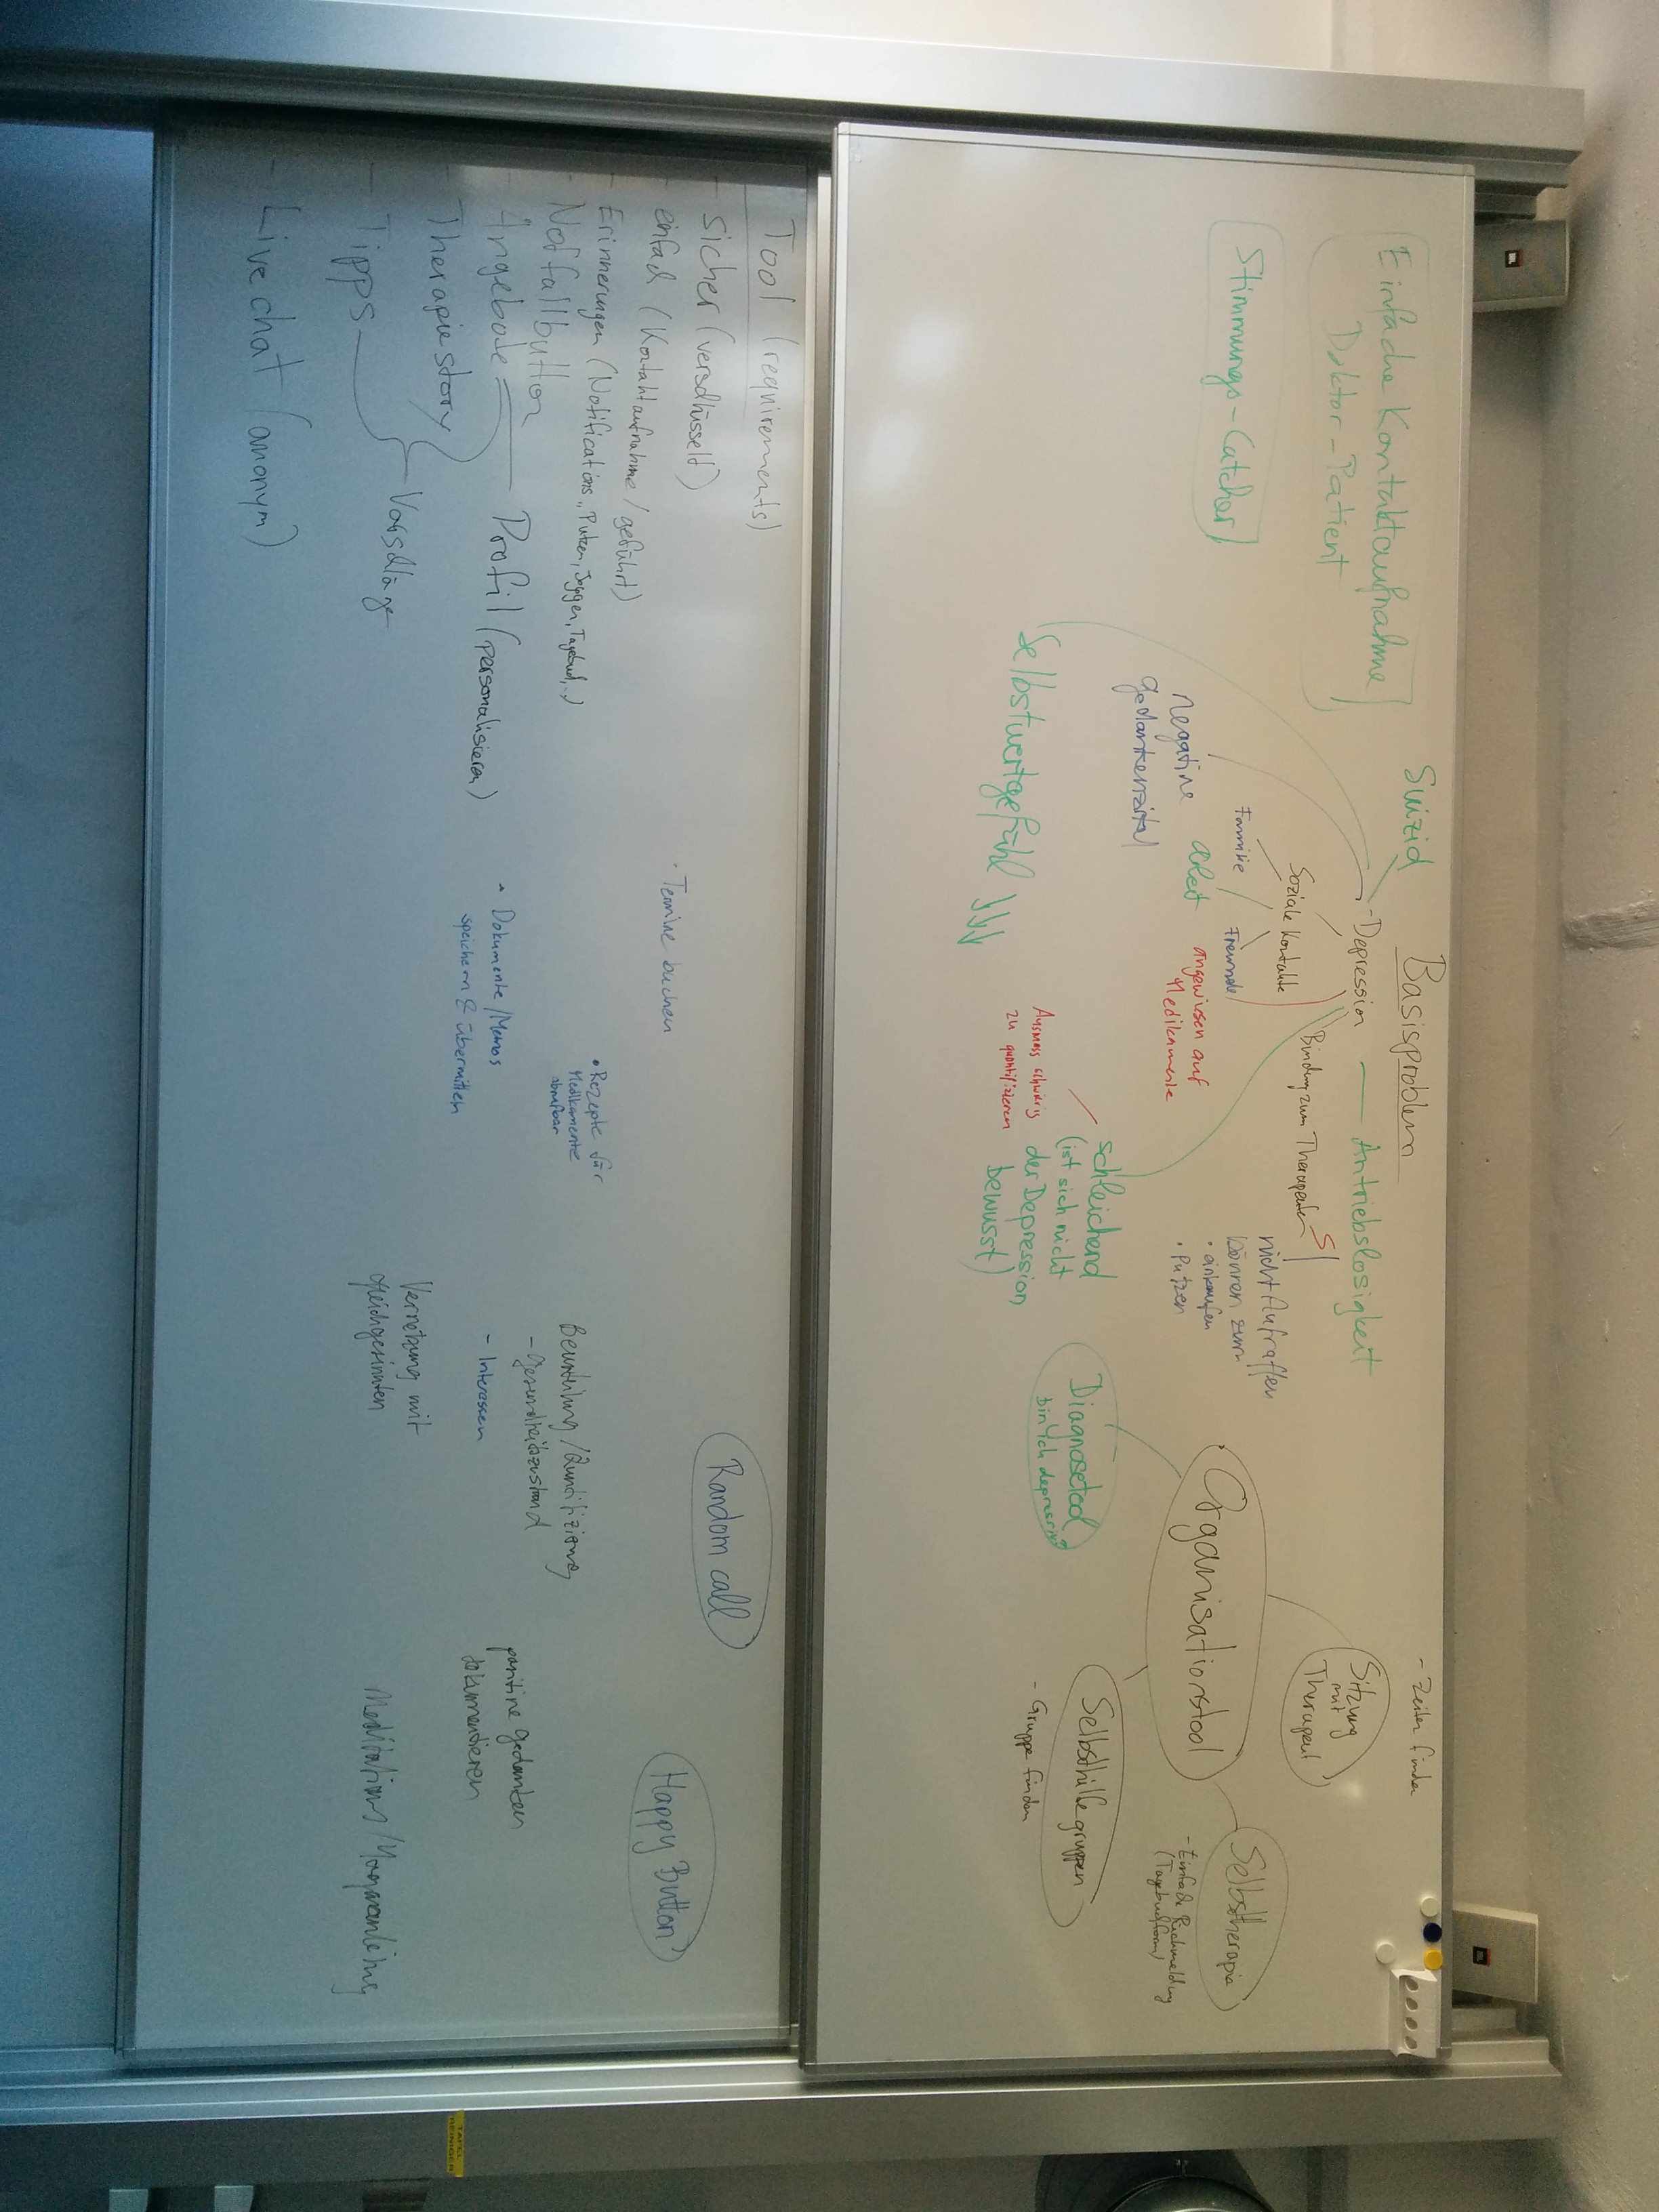 Einfache Kontaktaufnahme
Doktor-Patient
Stimmungs-Catcher
Suizid
Basisproblem
-Depression
Antriebslosigkeit
Soziale Kontakte
Bindung zum Therapeuten
Familie
Freunde
negative
Gedankenzirkel
angewiesen auf
Medikamente
nicht Aufraffen
können zum
• einkaufen
• Putzen
Selbstwertgefühl ↓↓↓
schleichend
(ist sich nicht
der Depression
bewusst)
Ausmass schwierig
zu quantifizieren
- Zeiten finden
Sitzung
mit
Therapeut
Organisationstool
Selbsttherapie
- Einfache Rückmeldung
(Tagebuchform)
Diagnosetool
bin ich depressiv?
Selbsthilfegruppen
- Gruppe finden
Tool (requirements)
- sicher (verschlüsselt)
- einfach (Kontaktaufnahme / geführt)
- Erinnerungen (Notifications.. Putzen, Joggen, Tagebuch,..)
- Notfallbutton
- Angebote
Profil (personalisieren)
- Therapiestory
Vorschläge
- Tipps
- Live chat (anonym)
• Termine buchen
• Rezepte für
Medikamente
abrufbar
• Dokumente / Memos
speichern & übermitteln
Random call
Happy Button
Beurteilung / Quntifizirung
- Gesundheitszustand
- Interessen
positive Gedanken
dokumentieren
Vernetzung mit
gleichgesinnten
Meditations / Yogaanleitung
TAFEL
REINIGER